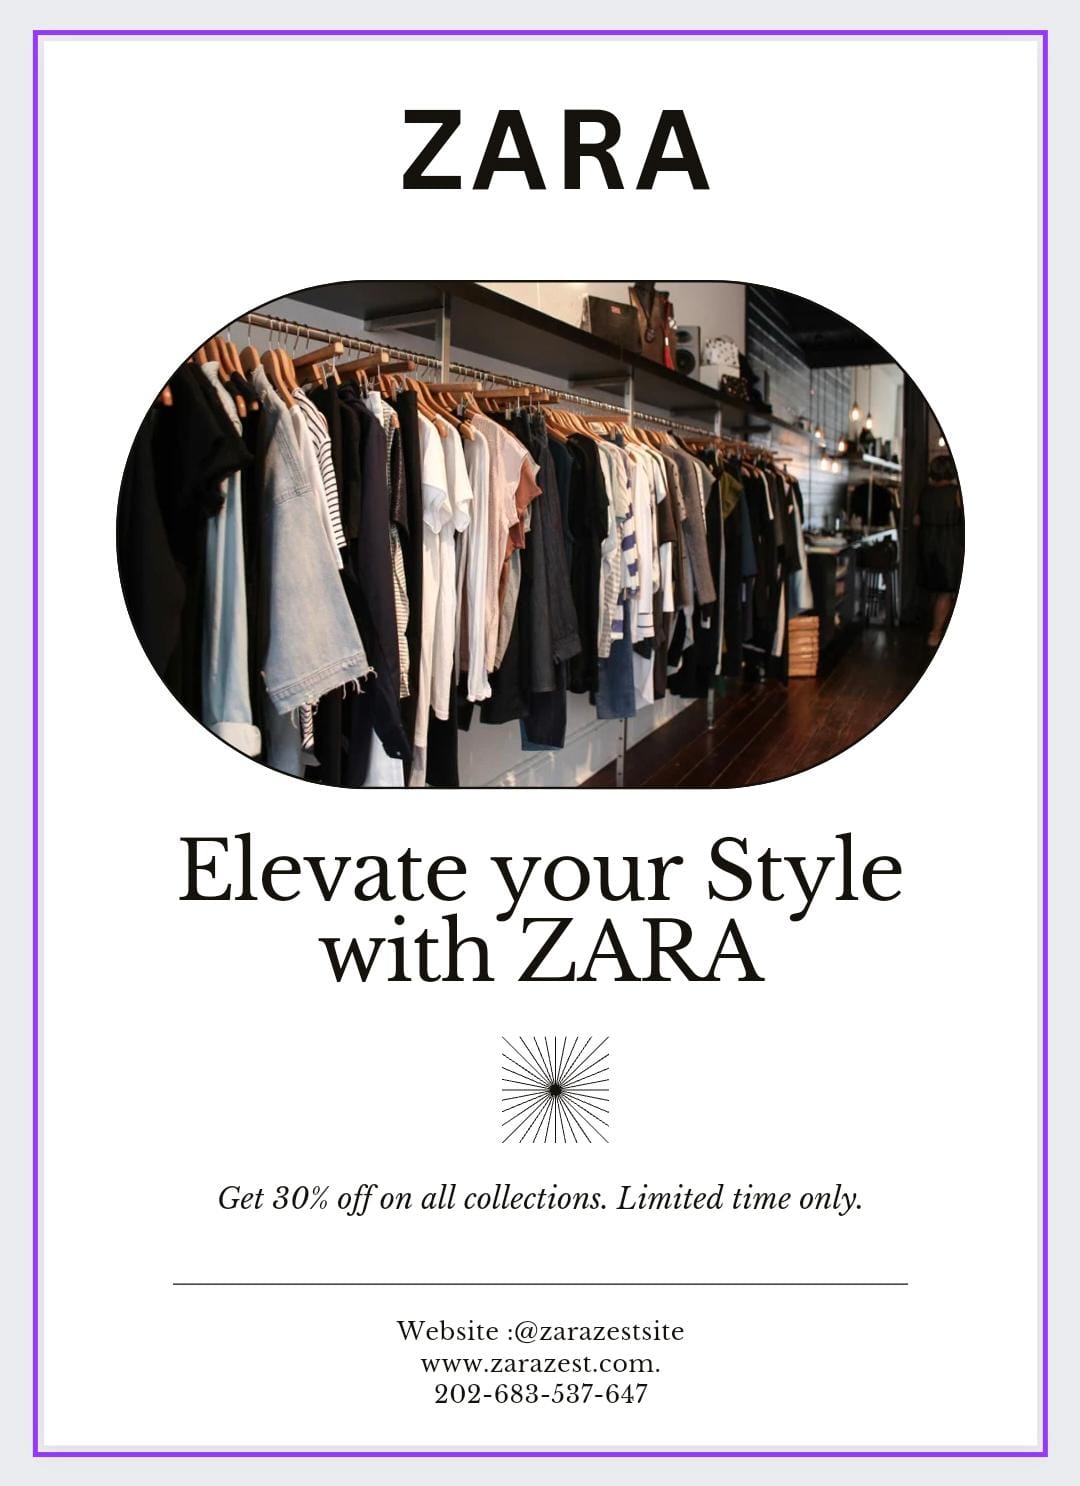 ZARA
Elevate your Style
with ZARA
Get 30% off on all collections. Limited time only.
Website :@zarazestsite
www.zarazest.com.
202-683-537-647